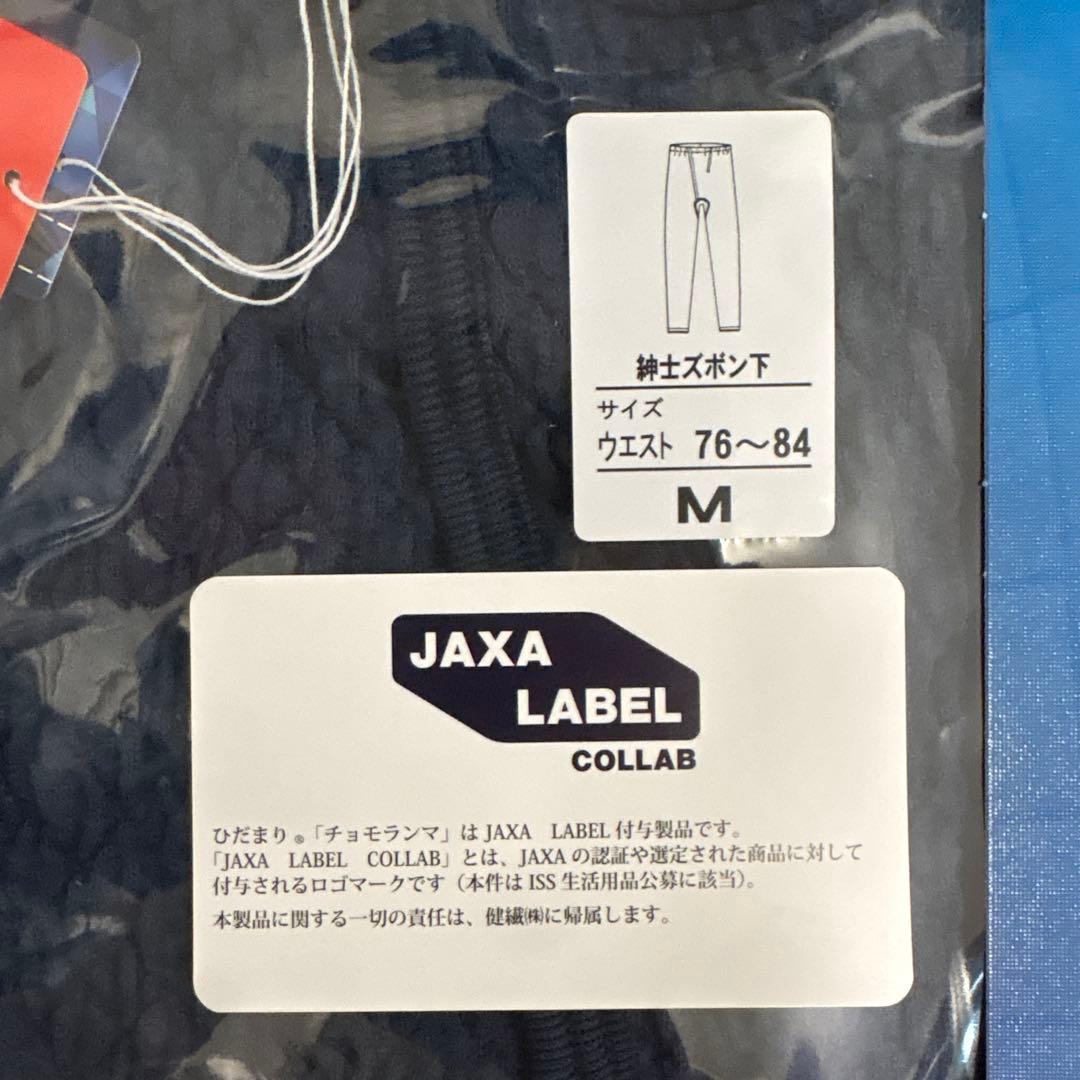 紳士ズボン下
サイズ
ウエスト 76～84
M
JAXA
LABEL
COLLAB
ひだまり®「チョモランマ」は JAXA LABEL 付与製品です。
「JAXA LABEL COLLAB」とは、JAXA の認証や選定された商品に対して
付与されるロゴマークです（本件は ISS 生活用品公募に該当）。
本製品に関する一切の責任は、健繊㈱に帰属します。